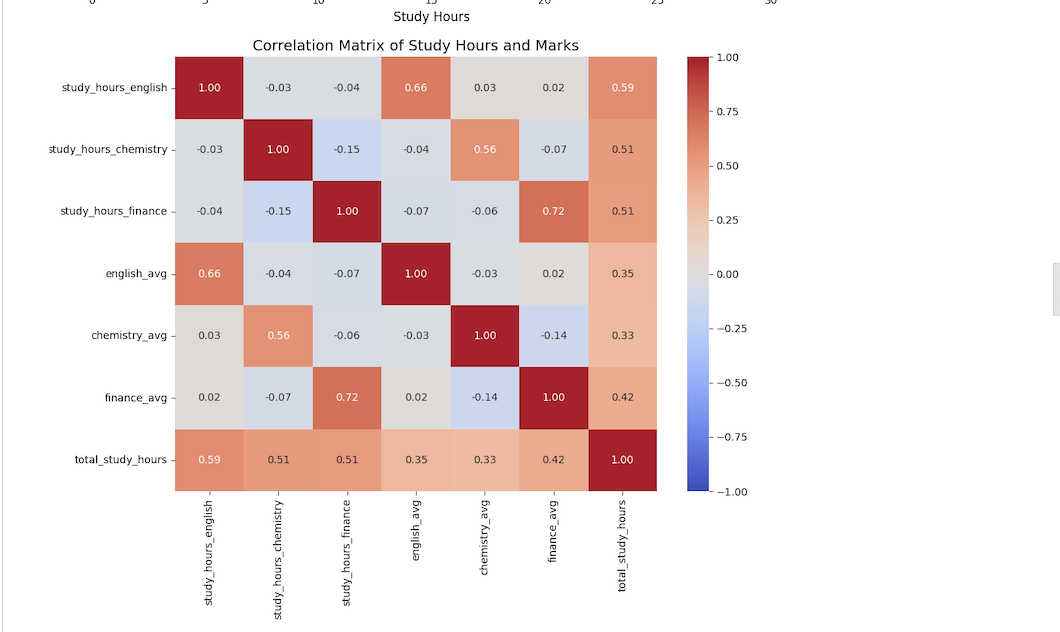 0 5 10 15 20 25 30
Study Hours
Correlation Matrix of Study Hours and Marks
study_hours_english 1.00 -0.03 -0.04 0.66 0.03 0.02 0.59
study_hours_chemistry -0.03 1.00 -0.15 -0.04 0.56 -0.07 0.51
study_hours_finance -0.04 -0.15 1.00 -0.07 -0.06 0.72 0.51
english_avg 0.66 -0.04 -0.07 1.00 -0.03 0.02 0.35
chemistry_avg 0.03 0.56 -0.06 -0.03 1.00 -0.14 0.33
finance_avg 0.02 -0.07 0.72 0.02 -0.14 1.00 0.42
total_study_hours 0.59 0.51 0.51 0.35 0.33 0.42 1.00
study_hours_english
study_hours_chemistry
study_hours_finance
english_avg
chemistry_avg
finance_avg
total_study_hours
1.00
0.75
0.50
0.25
0.00
−0.25
−0.50
−0.75
−1.00